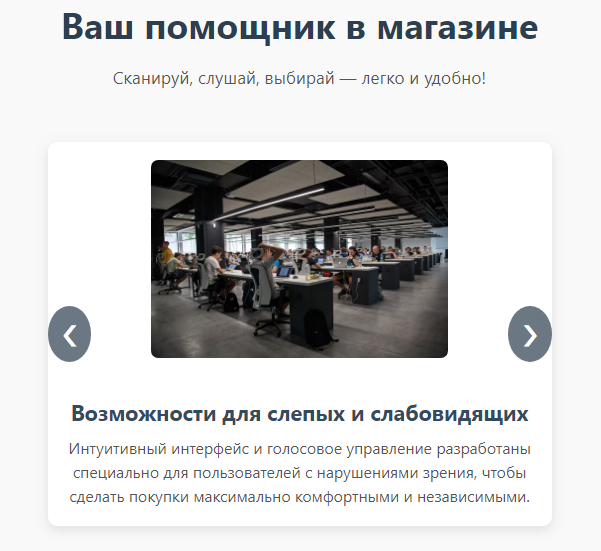 Ваш помощник в магазине
Сканируй, слушай, выбирай — легко и удобно!
❮
❯
Возможности для слепых и слабовидящих
Интуитивный интерфейс и голосовое управление разработаны
специально для пользователей с нарушениями зрения, чтобы
сделать покупки максимально комфортными и независимыми.